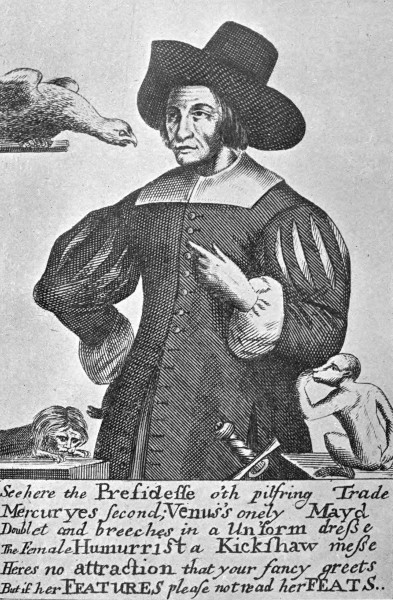 See here the Presidesse o'th pilfring Trade
Mercuryes second; Venus's onely Mayd
Doublet and breeches in a Un'form dresse
The Female Humurrist a Kickshaw messe
Heres no attraction that your fancy greets
But if her FEATURES please not read her FEATS..